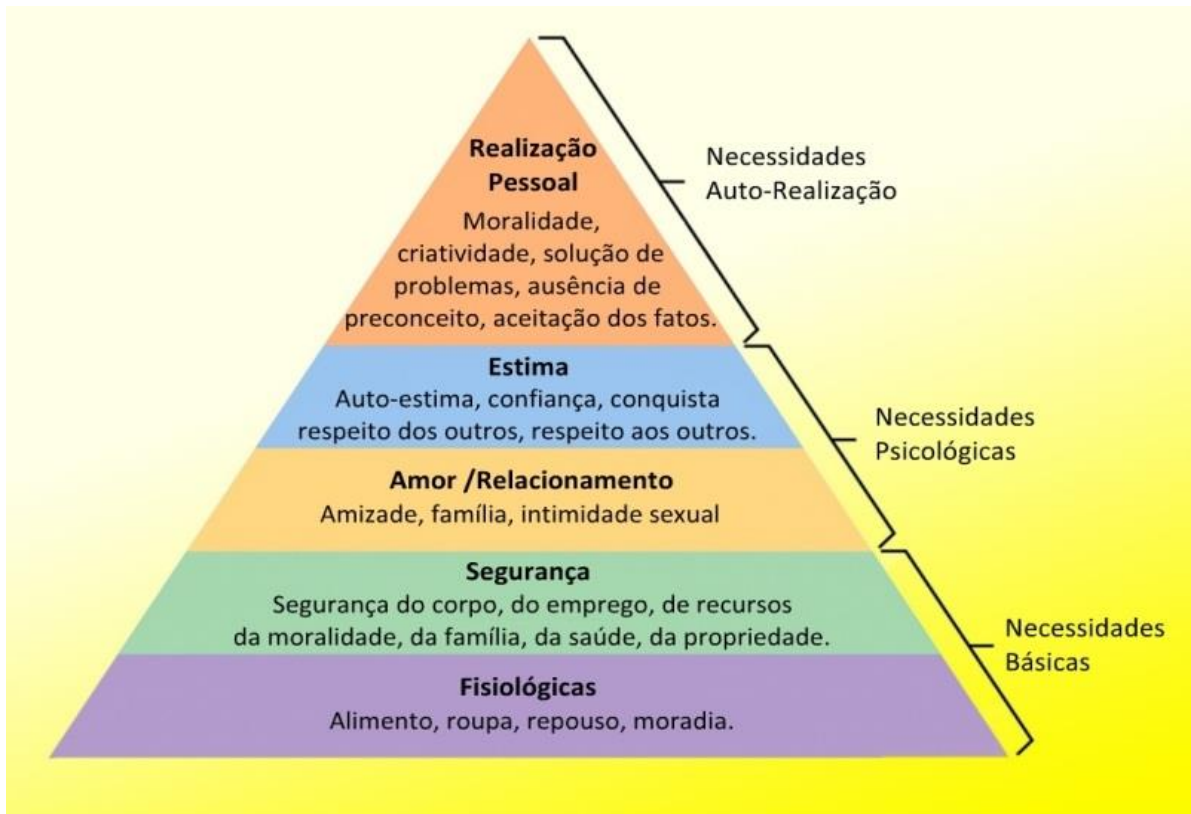 Realização
Pessoal
Moralidade,
criatividade, solução de
problemas, ausência de
preconceito, aceitação dos fatos.
Necessidades
Auto-Realização
Estima
Auto-estima, confiança, conquista
respeito dos outros, respeito aos outros.
Amor /Relacionamento
Amizade, família, intimidade sexual
Necessidades
Psicológicas
Segurança
Segurança do corpo, do emprego, de recursos
da moralidade, da família, da saúde, da propriedade.
Fisiológicas
Alimento, roupa, repouso, moradia.
Necessidades
Básicas